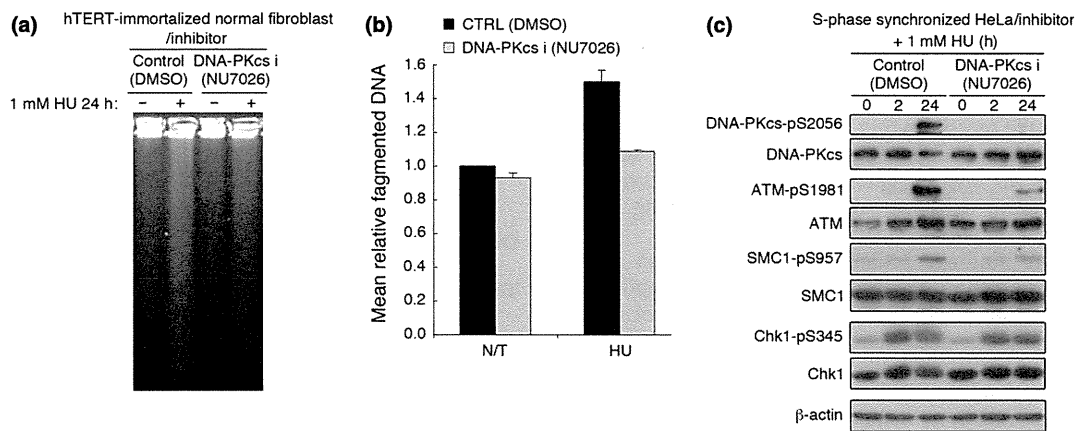 (a)
hTERT-immortalized normal fibroblast
/inhibitor
Control
(DMSO)
DNA-PKcs i
(NU7026)
1 mM HU 24 h: – + – +
(b)
CTRL (DMSO)
DNA-PKcs i (NU7026)
Mean relative fagmented DNA
1.6
1.4
1.2
1.0
0.8
0.6
0.4
0.2
0.0
N/T HU
(c)
S-phase synchronized HeLa/inhibitor
+ 1 mM HU (h)
Control
(DMSO)
DNA-PKcs i
(NU7026)
0 2 24 0 2 24
DNA-PKcs-pS2056
DNA-PKcs
ATM-pS1981
ATM
SMC1-pS957
SMC1
Chk1-pS345
Chk1
β-actin